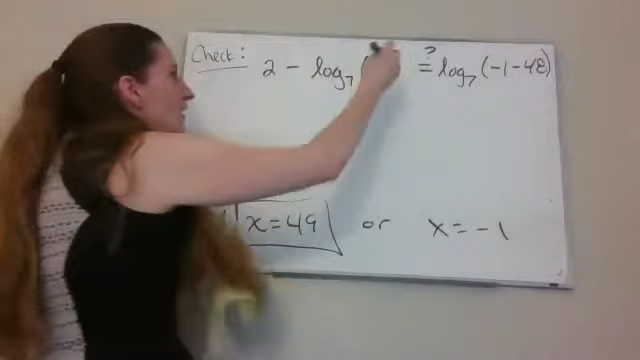 Check: 2 - log₇( ≟ log₇(-1-48)
x=49 or x=-1